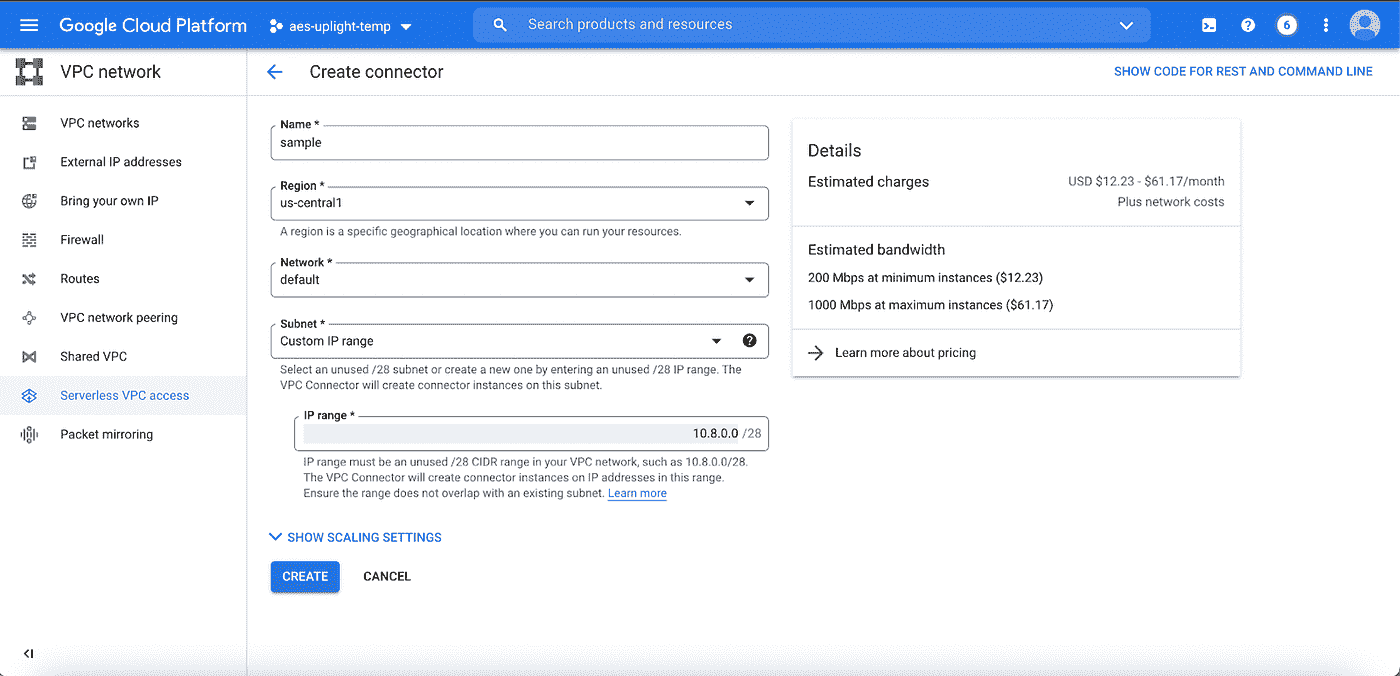 Google Cloud Platform
aes-uplight-temp
Search products and resources
6
VPC network
Create connector
SHOW CODE FOR REST AND COMMAND LINE
VPC networks
External IP addresses
Bring your own IP
Firewall
Routes
VPC network peering
Shared VPC
Serverless VPC access
Packet mirroring
Name *
sample
Region *
us-central1
A region is a specific geographical location where you can run your resources.
Network *
default
Subnet *
Custom IP range
Select an unused /28 subnet or create a new one by entering an unused /28 IP range. The
VPC Connector will create connector instances on this subnet.
IP range *
10.8.0.0 /28
IP range must be an unused /28 CIDR range in your VPC network, such as 10.8.0.0/28.
The VPC Connector will create connector instances on IP addresses in this range.
Ensure the range does not overlap with an existing subnet. Learn more
SHOW SCALING SETTINGS
CREATE
CANCEL
Details
Estimated charges
USD $12.23 - $61.17/month
Plus network costs
Estimated bandwidth
200 Mbps at minimum instances ($12.23)
1000 Mbps at maximum instances ($61.17)
Learn more about pricing